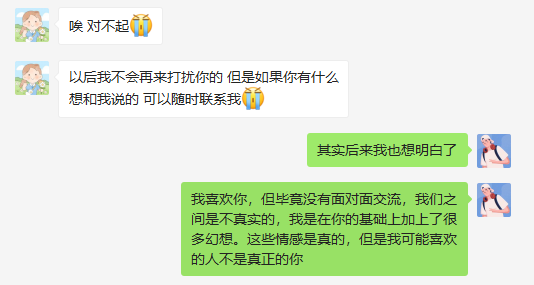 唉 对不起😭
以后我不会再来打扰你的 但是如果你有什么
想和我说的 可以随时联系我😭
其实后来我也想明白了
我喜欢你，但毕竟没有面对面交流，我们之
间是不真实的，我是在你的基础上加上了很
多幻想。这些情感是真的，但是我可能喜欢
的人不是真正的你